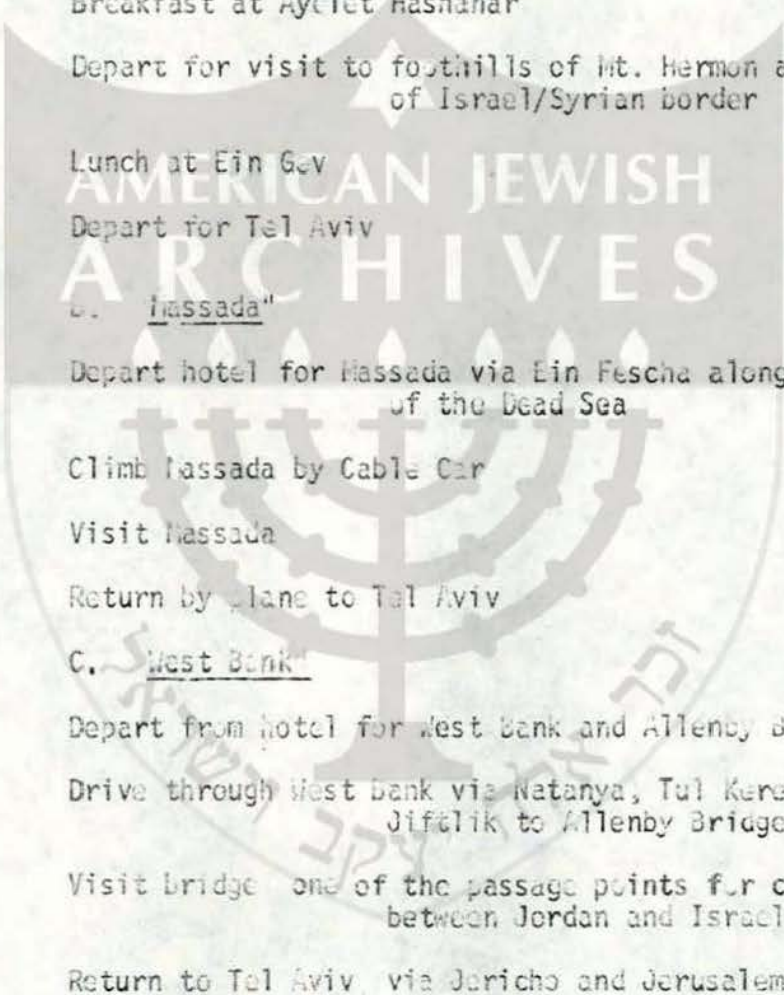 Breakfast at Ayelet Hashahar
Depart for visit to foothills of Mt. Hermon a
of Israel/Syrian border
Lunch at Ein Gev
AMERICAN JEWISH
Depart for Tel Aviv
ARCHIVES
B. Massada"
Depart hotel for Massada via Ein Fescha along
of the Dead Sea
Climb Massada by Cable Car
Visit Massada
Return by plane to Tel Aviv
C. West Bank"
Depart from hotel for West Bank and Allenby B
Drive through West Bank via Natanya, Tul Kere
Jiftlik to Allenby Bridge
Visit bridge one of the passage points for c
between Jordan and Israel
Return to Tel Aviv via Jericho and Jerusalem
זכר אלה יעקב וישראל